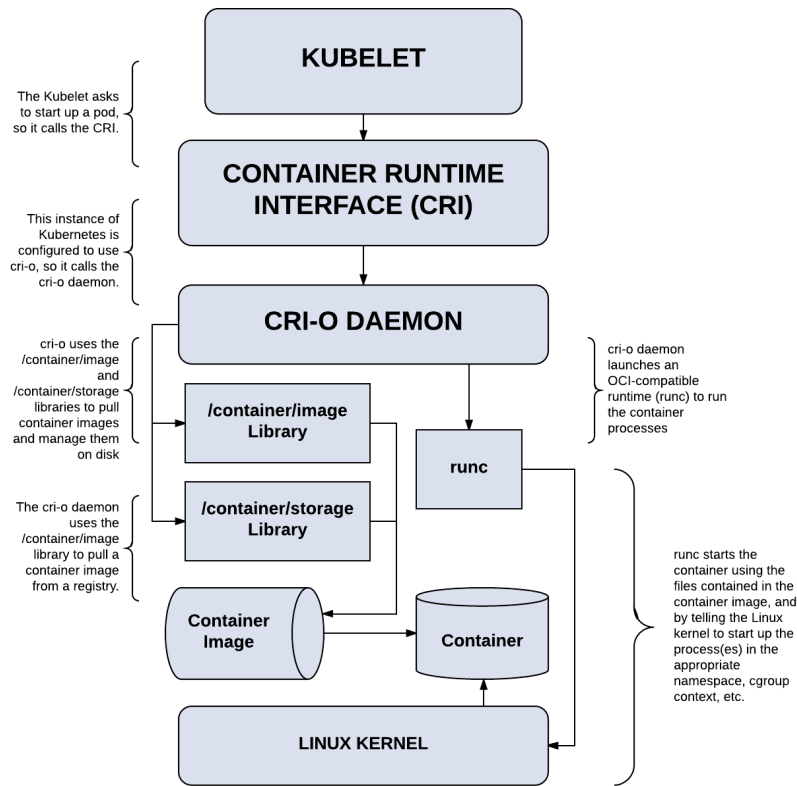 KUBELET
The Kubelet asks
to start up a pod,
so it calls the CRI.
CONTAINER RUNTIME
INTERFACE (CRI)
This instance of
Kubernetes is
configured to use
cri-o, so it calls the
cri-o daemon.
CRI-O DAEMON
cri-o uses the
/container/image
and
/container/storage
libraries to pull
container images
and manage them
on disk
cri-o daemon
launches an
OCI-compatible
runtime (runc) to run
the container
processes
/container/image
Library
runc
/container/storage
Library
The cri-o daemon
uses the
/container/image
library to pull a
container image
from a registry.
runc starts the
container using the
files contained in the
container image, and
by telling the Linux
kernel to start up the
process(es) in the
appropriate
namespace, cgroup
context, etc.
Container
Image
Container
LINUX KERNEL